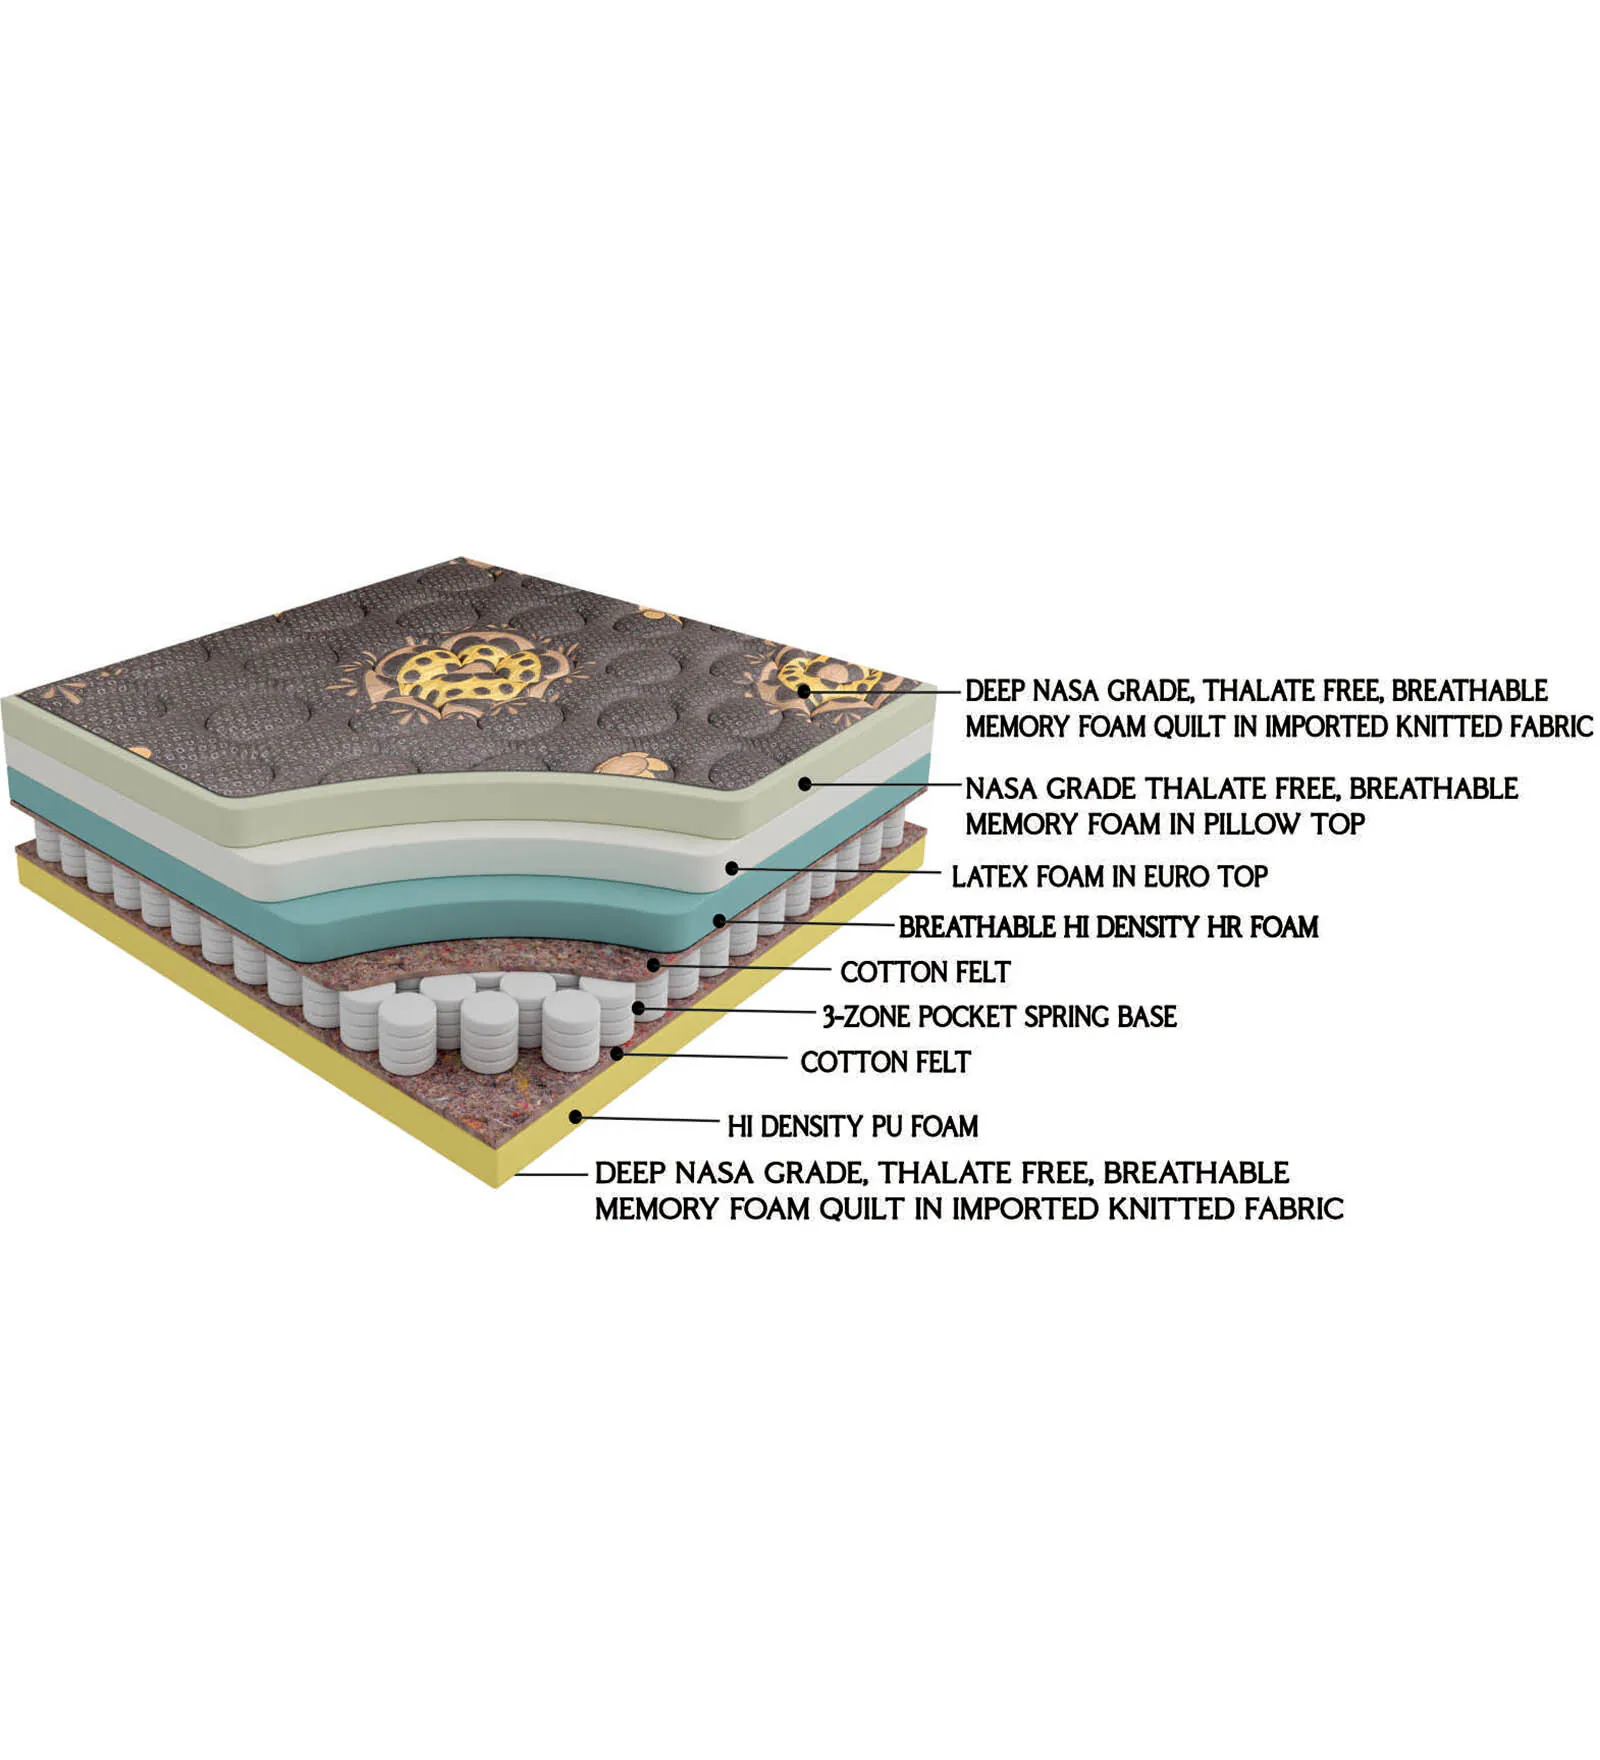 DEEP NASA GRADE, THALATE FREE, BREATHABLE
MEMORY FOAM QUILT IN IMPORTED KNITTED FABRIC
NASA GRADE THALATE FREE, BREATHABLE
MEMORY FOAM IN PILLOW TOP
LATEX FOAM IN EURO TOP
BREATHABLE HI DENSITY HR FOAM
COTTON FELT
3-ZONE POCKET SPRING BASE
COTTON FELT
HI DENSITY PU FOAM
DEEP NASA GRADE, THALATE FREE, BREATHABLE
MEMORY FOAM QUILT IN IMPORTED KNITTED FABRIC